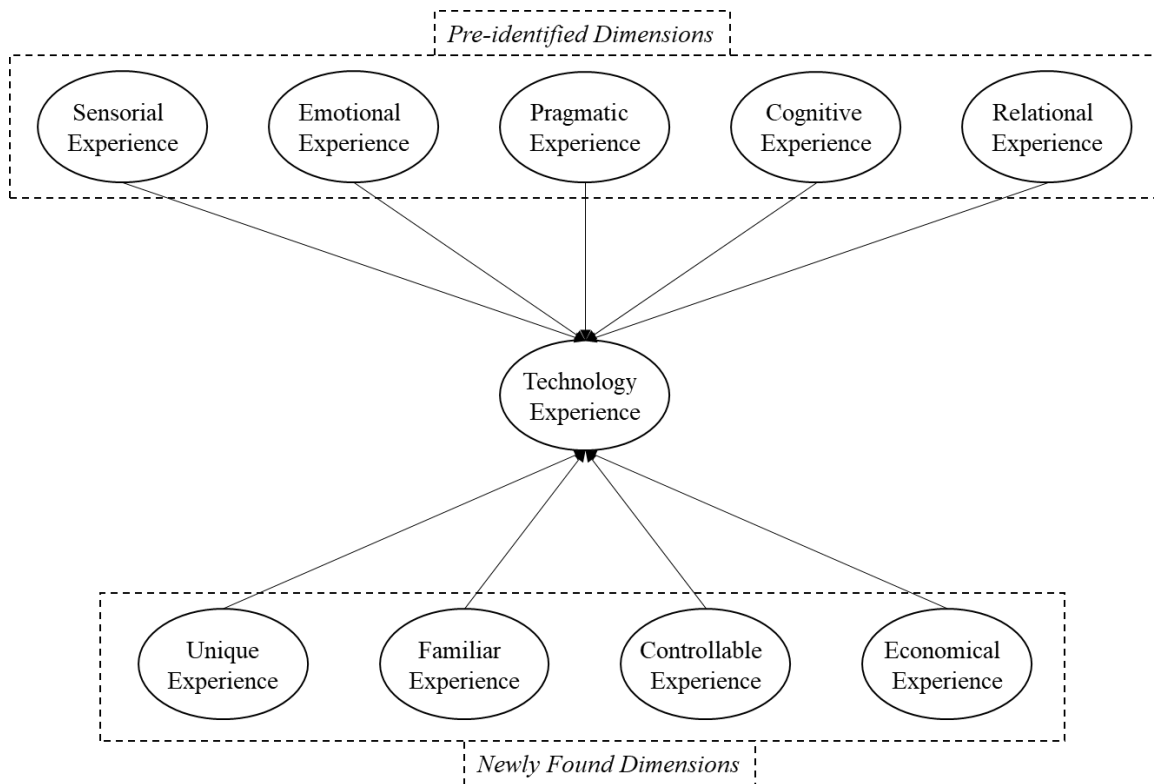 Pre-identified Dimensions
Sensorial
Experience
Emotional
Experience
Pragmatic
Experience
Cognitive
Experience
Relational
Experience
Technology
Experience
Unique
Experience
Familiar
Experience
Controllable
Experience
Economical
Experience
Newly Found Dimensions